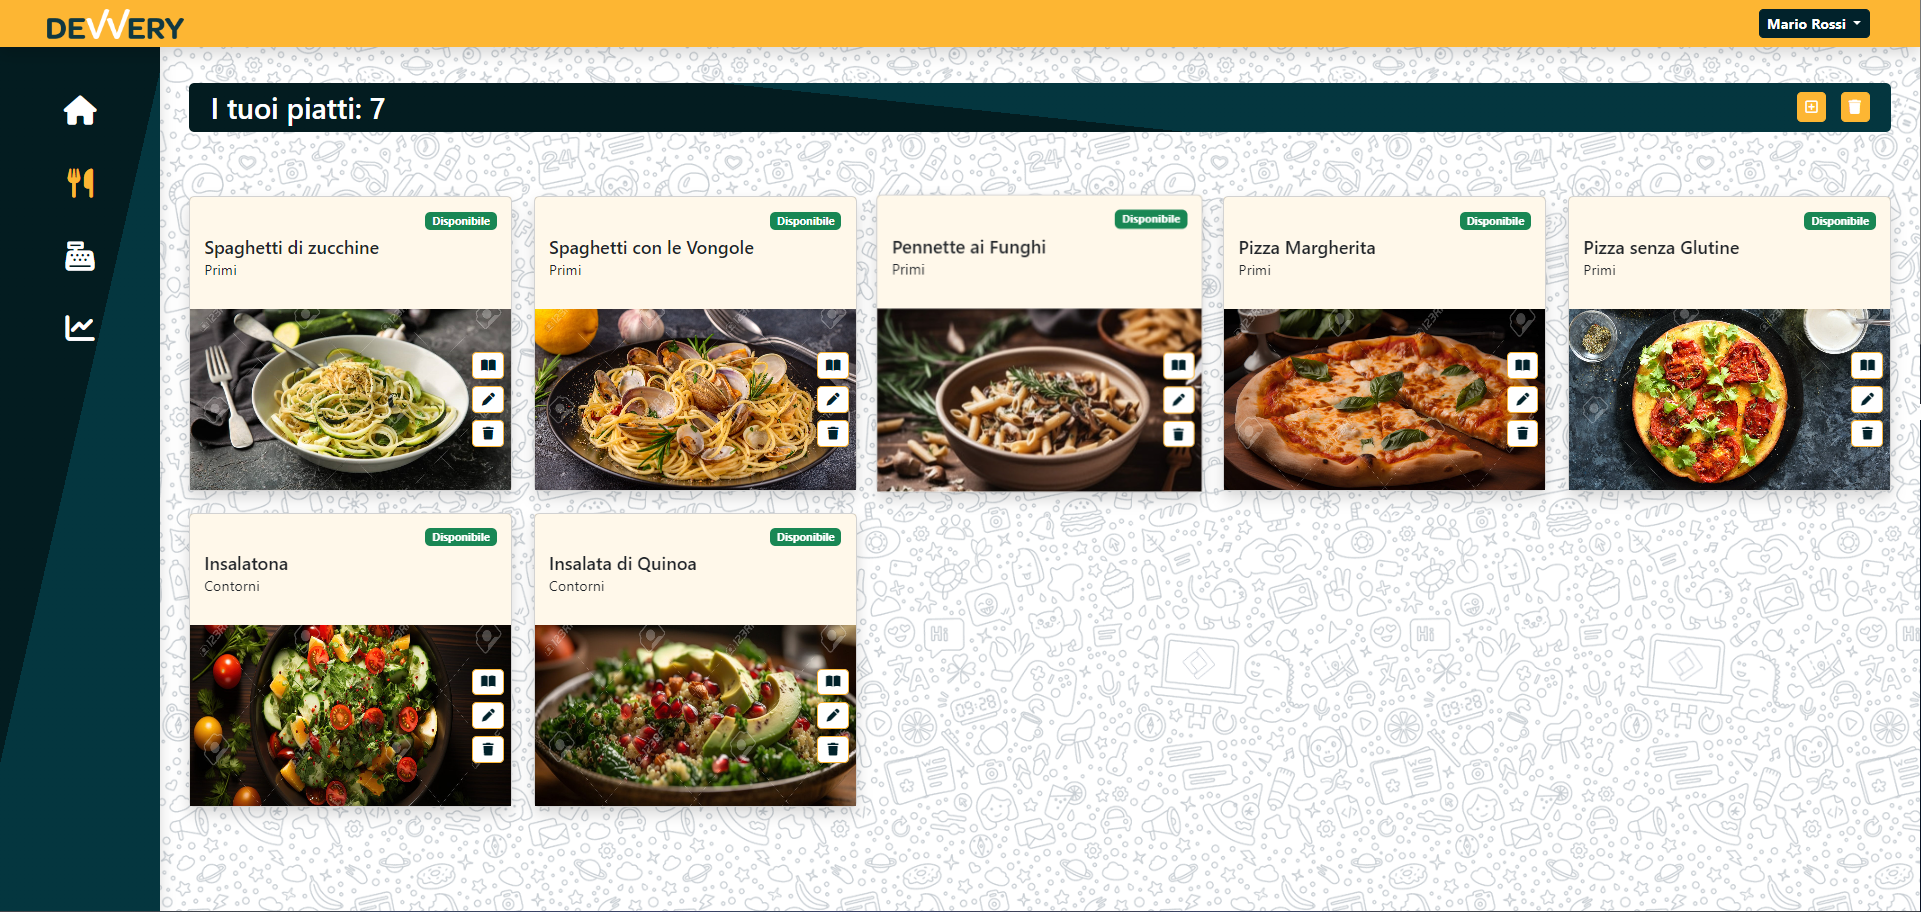 DEVVERY
Mario Rossi
I tuoi piatti: 7
Disponibile
Spaghetti di zucchine
Primi
Disponibile
Spaghetti con le Vongole
Primi
Disponibile
Pennette ai Funghi
Primi
Disponibile
Pizza Margherita
Primi
Disponibile
Pizza senza Glutine
Primi
Disponibile
Insalatona
Contorni
Disponibile
Insalata di Quinoa
Contorni